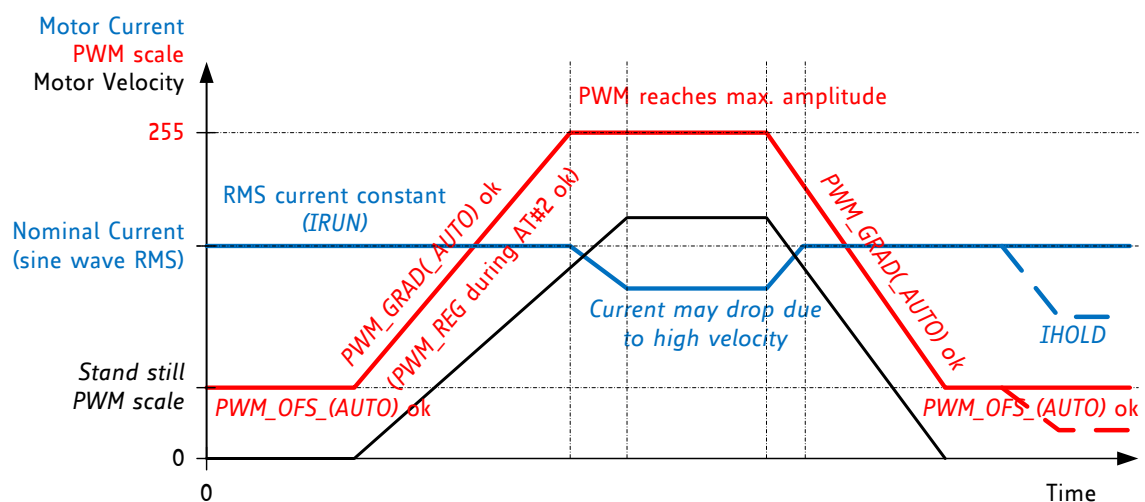 Motor Current
PWM scale
Motor Velocity
PWM reaches max. amplitude
255
RMS current constant
(IRUN)
PWM_GRAD(_AUTO) ok
(PWM_REG during AT#2 ok)
PWM_GRAD(_AUTO) ok
Nominal Current
(sine wave RMS)
Current may drop due
to high velocity
IHOLD
Stand still
PWM scale
PWM_OFS_(AUTO) ok
PWM_OFS_(AUTO) ok
0
0
Time